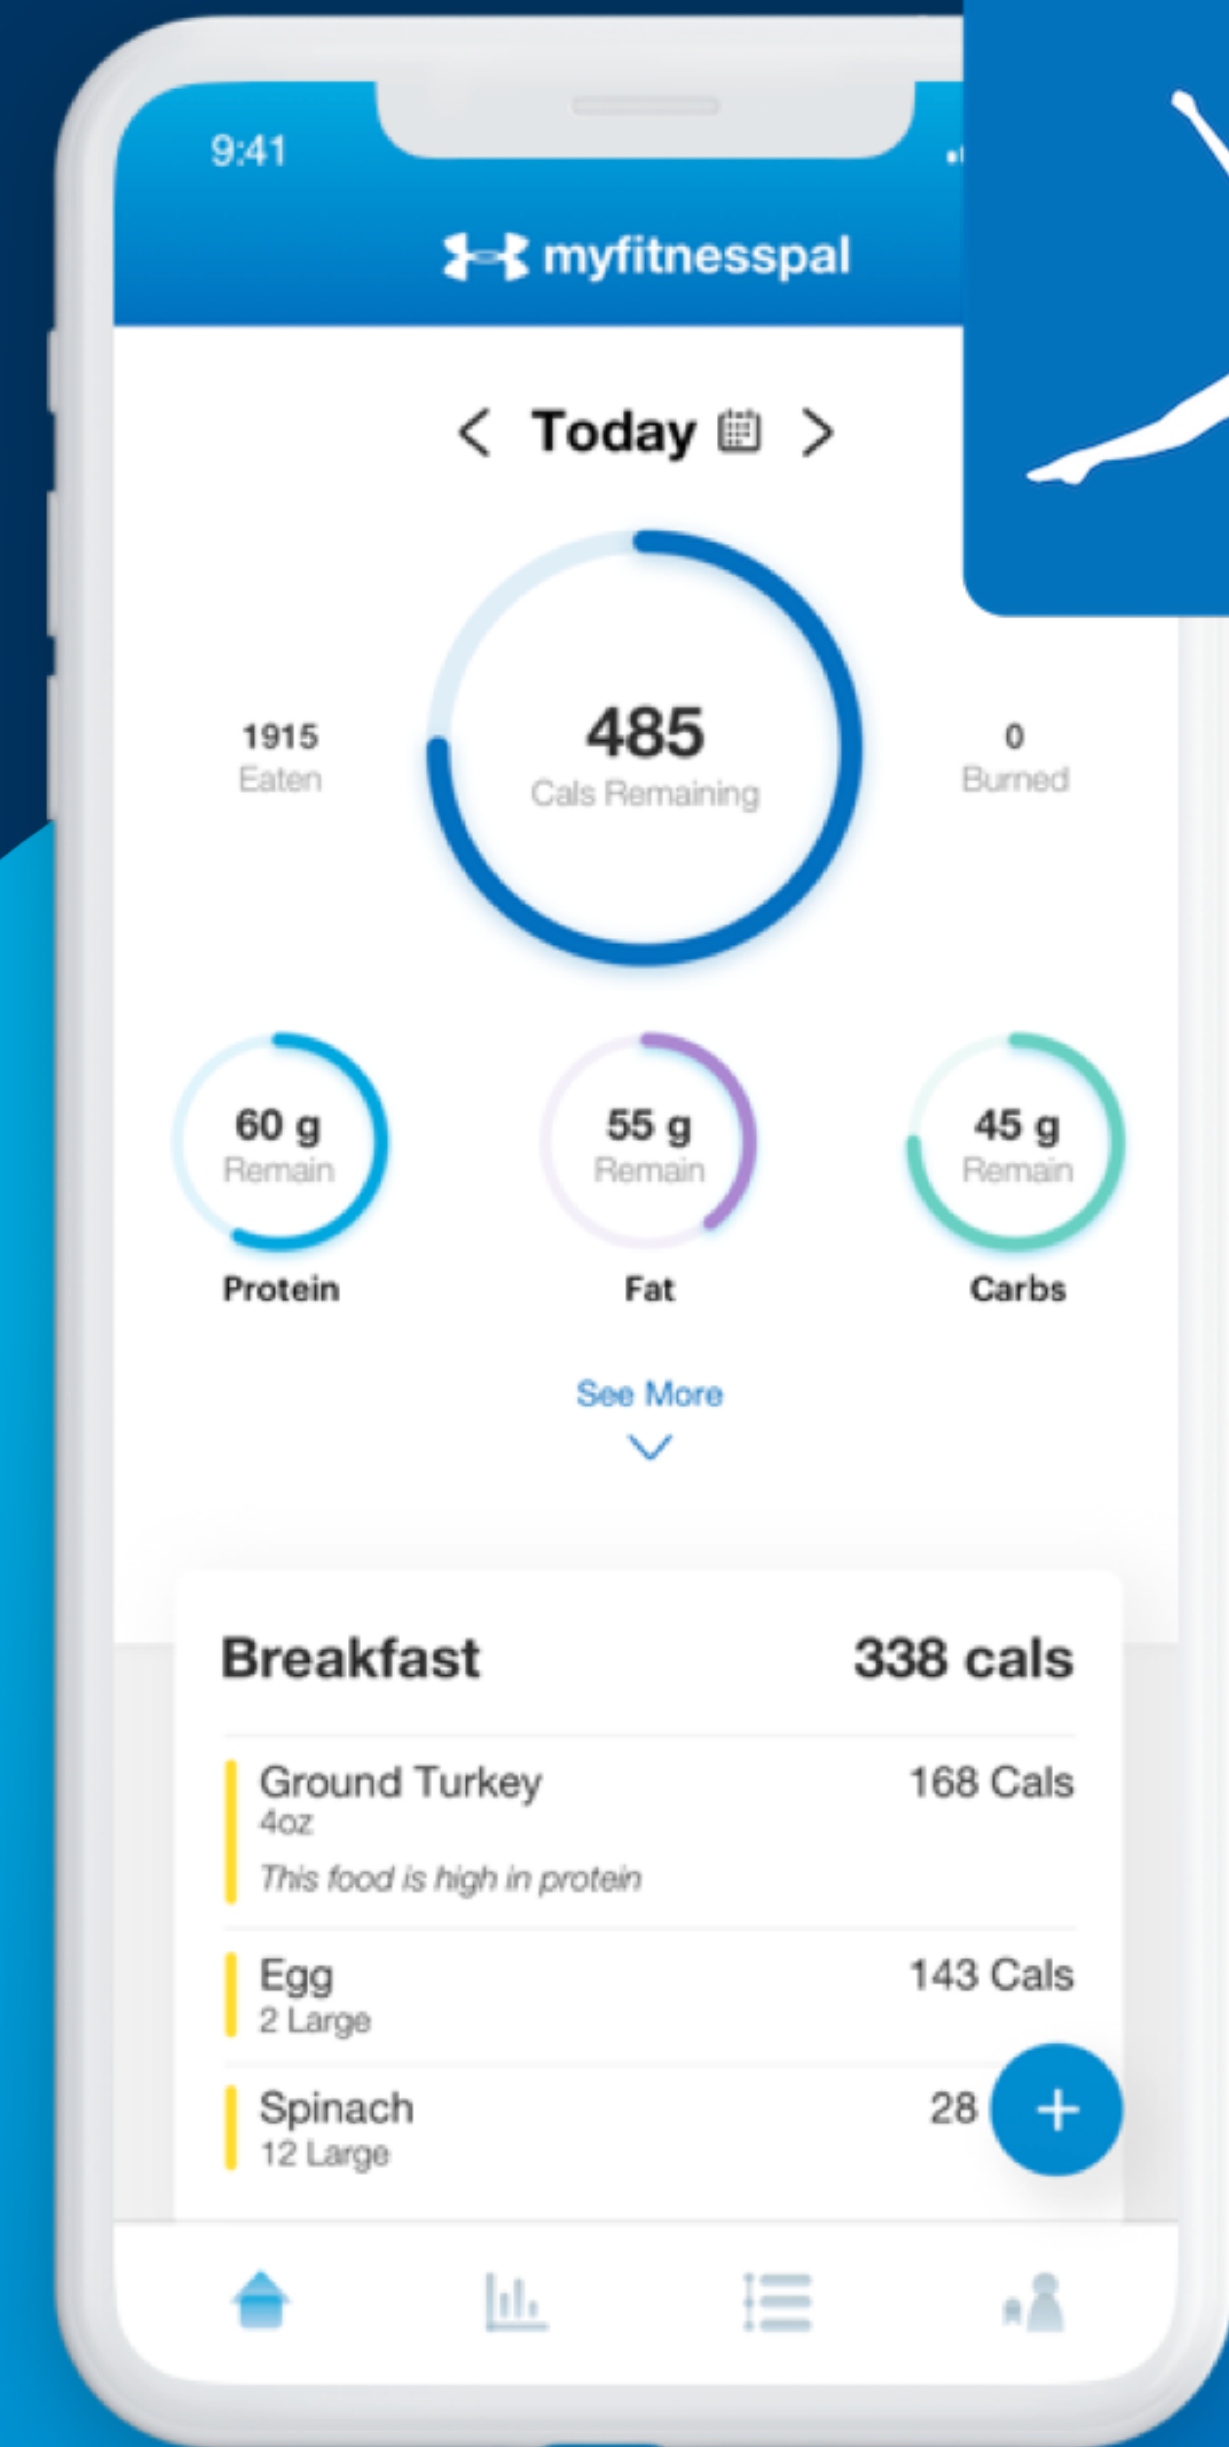 9:41
myfitnesspal
< Today >
485
Cals Remaining
1915
Eaten
0
Burned
60 g
Remain
Protein
55 g
Remain
Fat
45 g
Remain
Carbs
See More
Breakfast 338 cals
Ground Turkey 168 Cals
4oz
This food is high in protein
Egg 143 Cals
2 Large
Spinach 28
12 Large
+